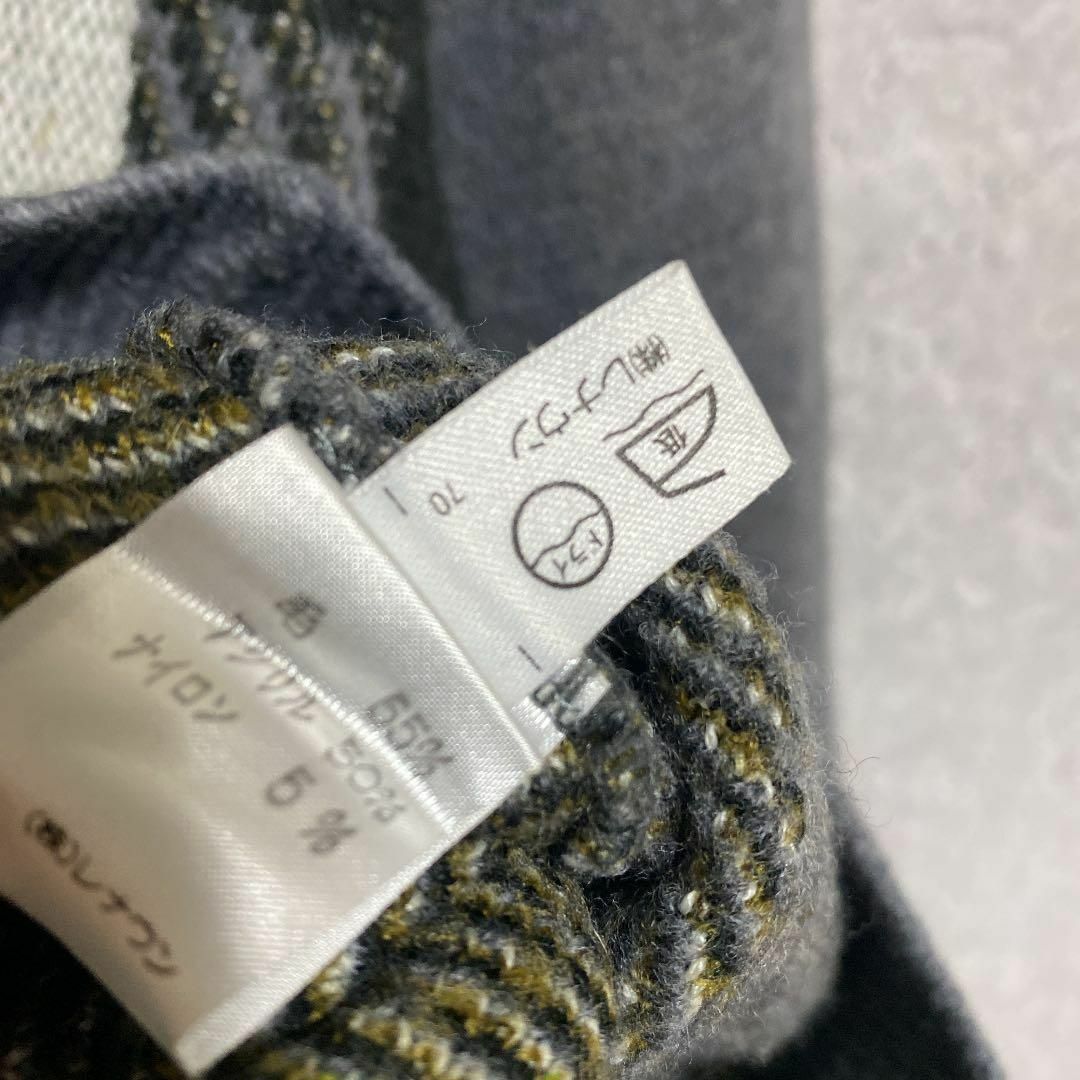 毛 55%
アクリル 30%
ナイロン 5%
㈱レナウン
低
ドライ
㈱レナウン
70